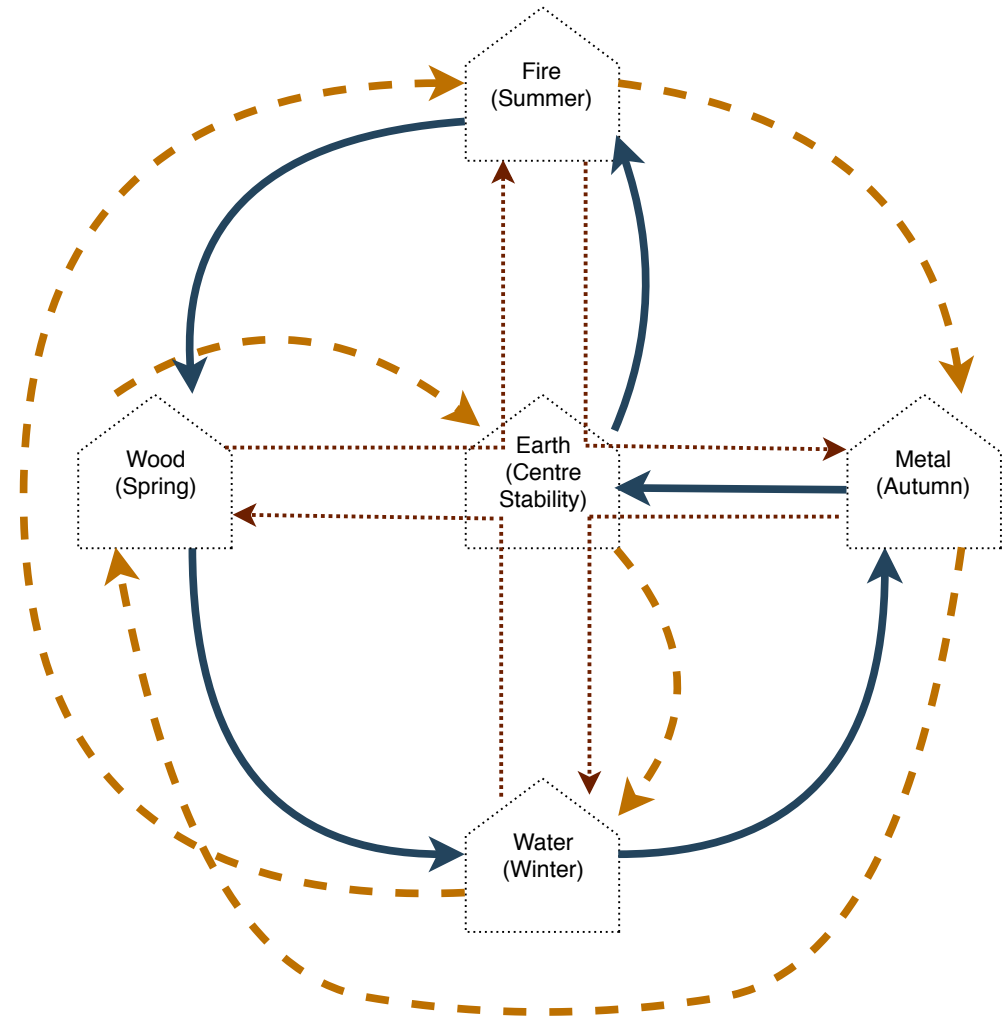 Fire
(Summer)
Wood
(Spring)
Earth
(Centre
Stability)
Metal
(Autumn)
Water
(Winter)